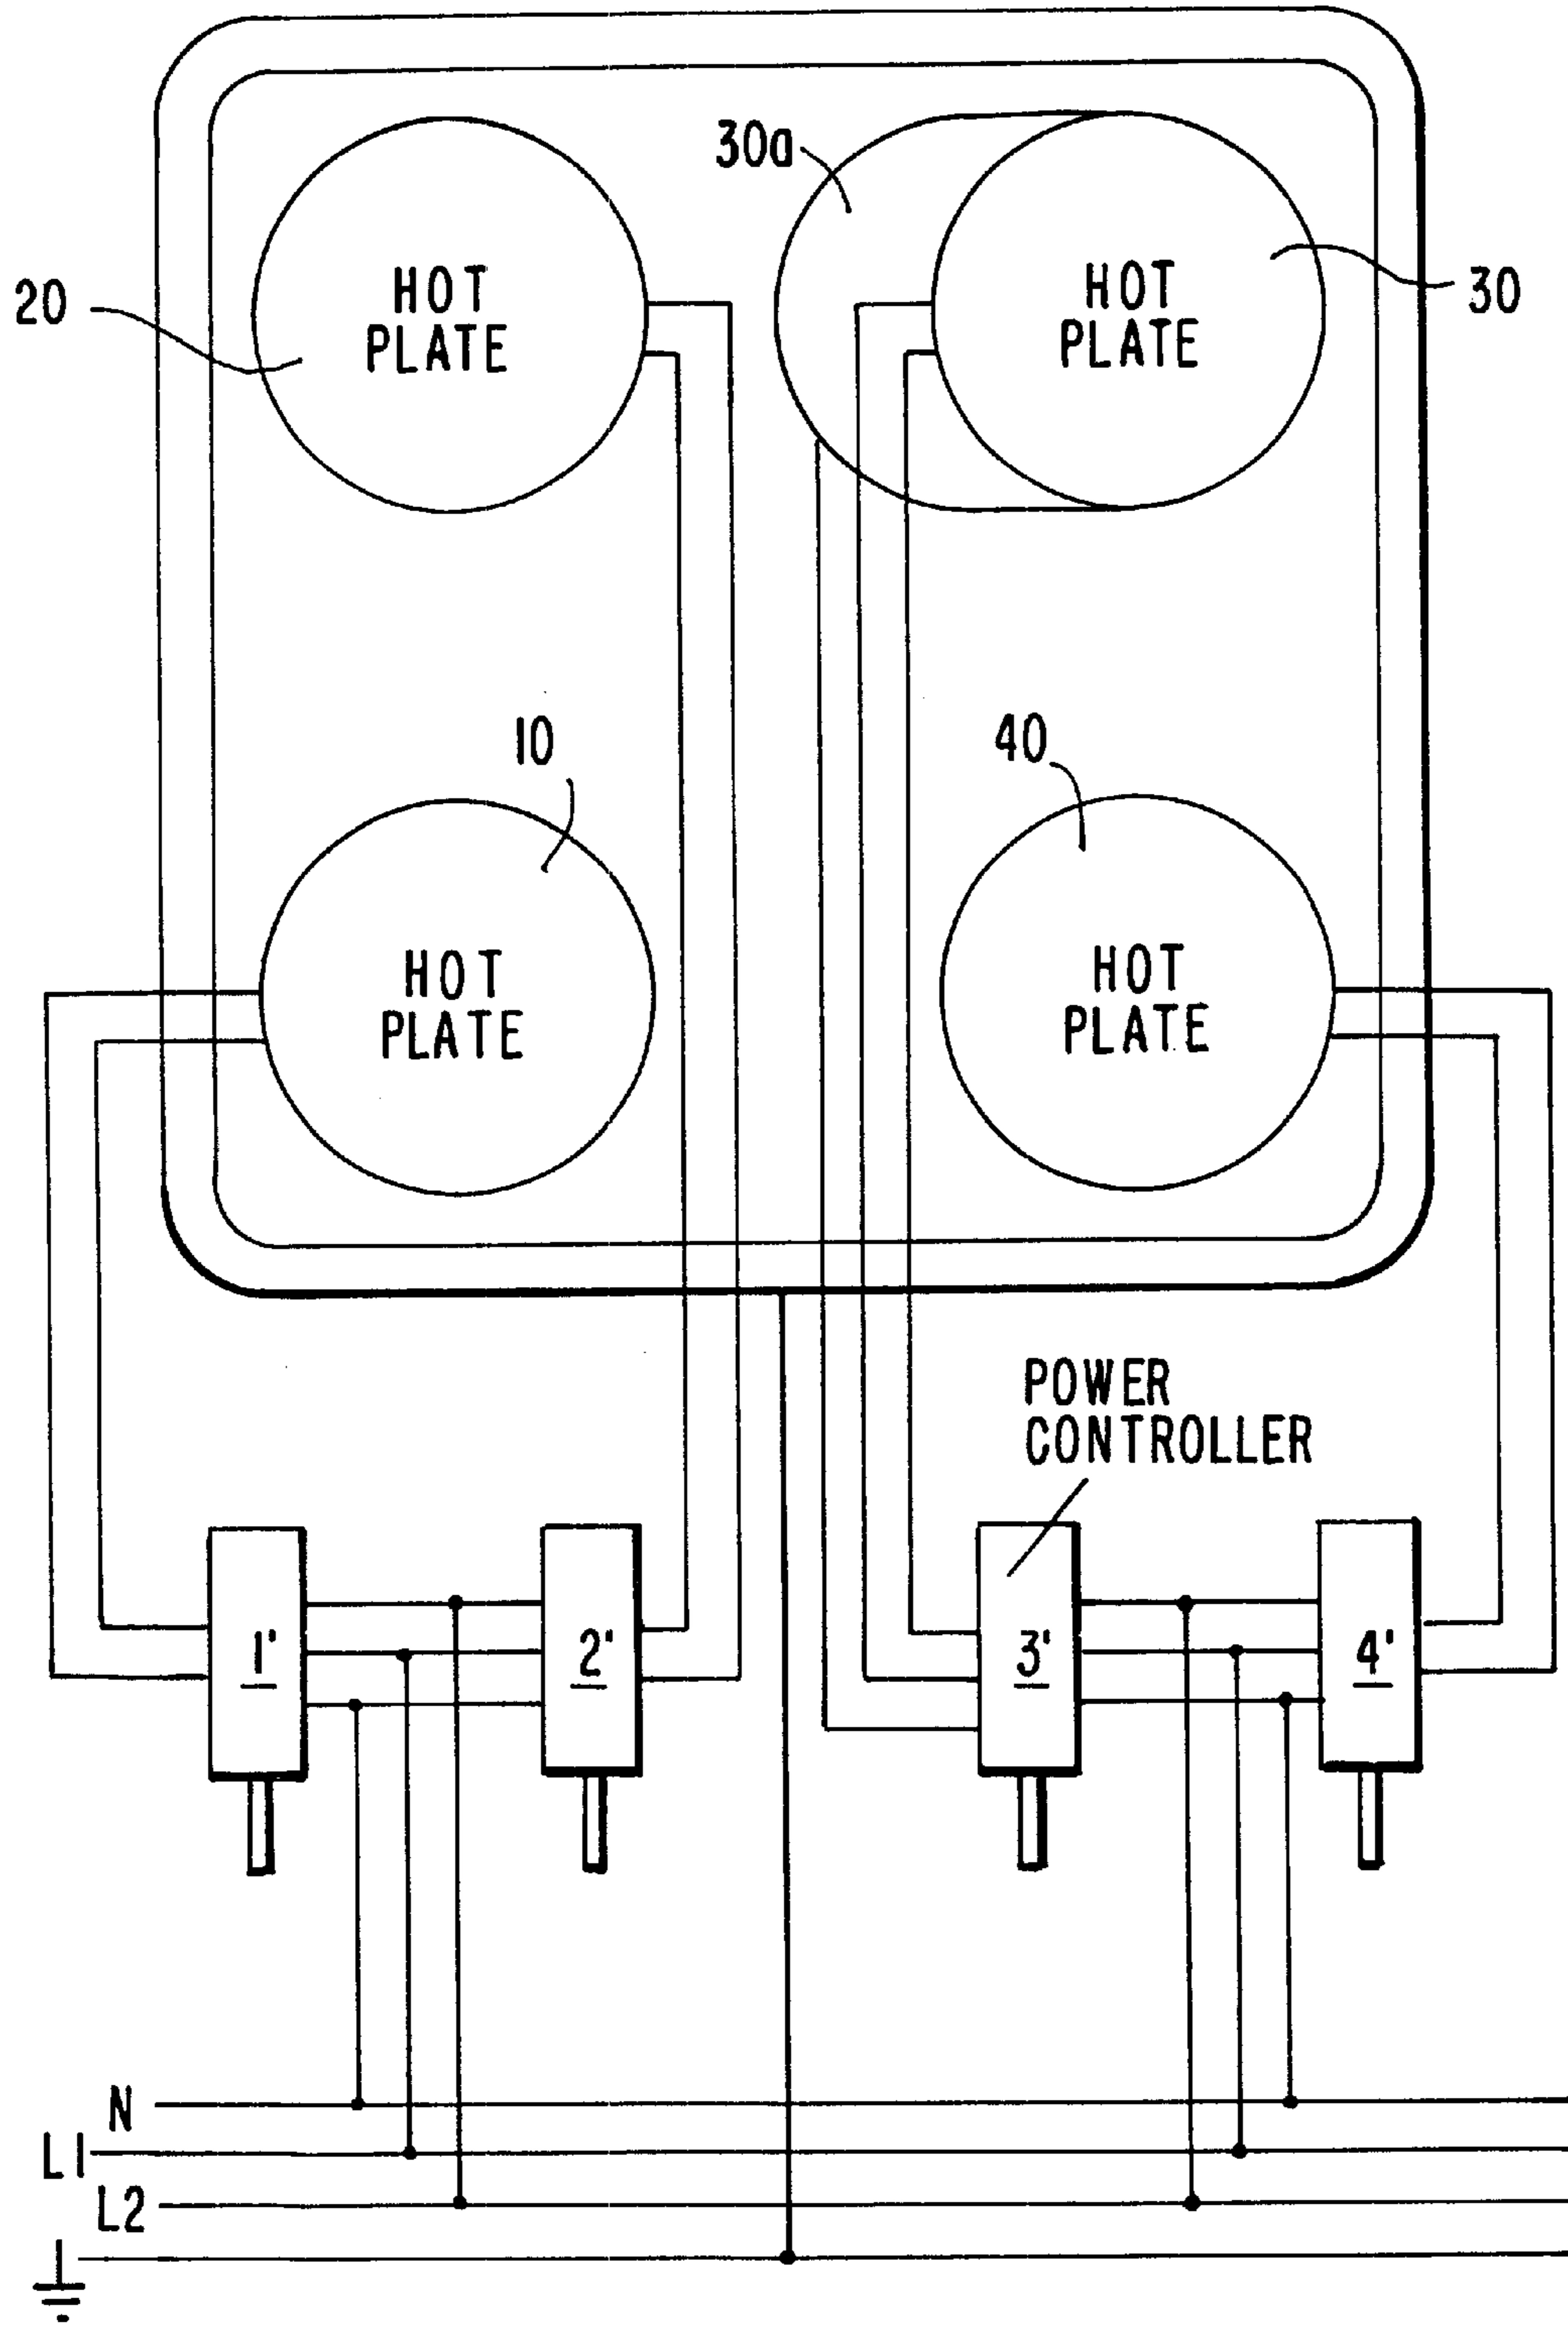 30a
20
HOT
PLATE
HOT
PLATE
30
10
40
HOT
PLATE
HOT
PLATE
POWER
CONTROLLER
1'
2'
3'
4'
N
L1
L2